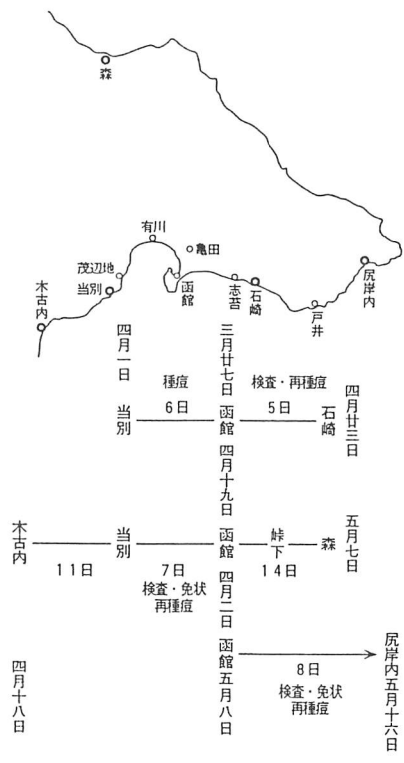 森
有川
亀田
茂辺地
函館
志苔
石崎
尻岸内
木古内
当別
戸井
四月一日
三月廿七日
種痘
検査・再種痘
四月廿三日
当別
6日
函館
5日
石崎
四月十九日
五月七日
木古内
当別
函館
峠下
森
11日
7日
14日
検査・免状
再種痘
四月二日
函館
8日
尻岸内
検査・免状
再種痘
四月十八日
五月八日
五月十六日